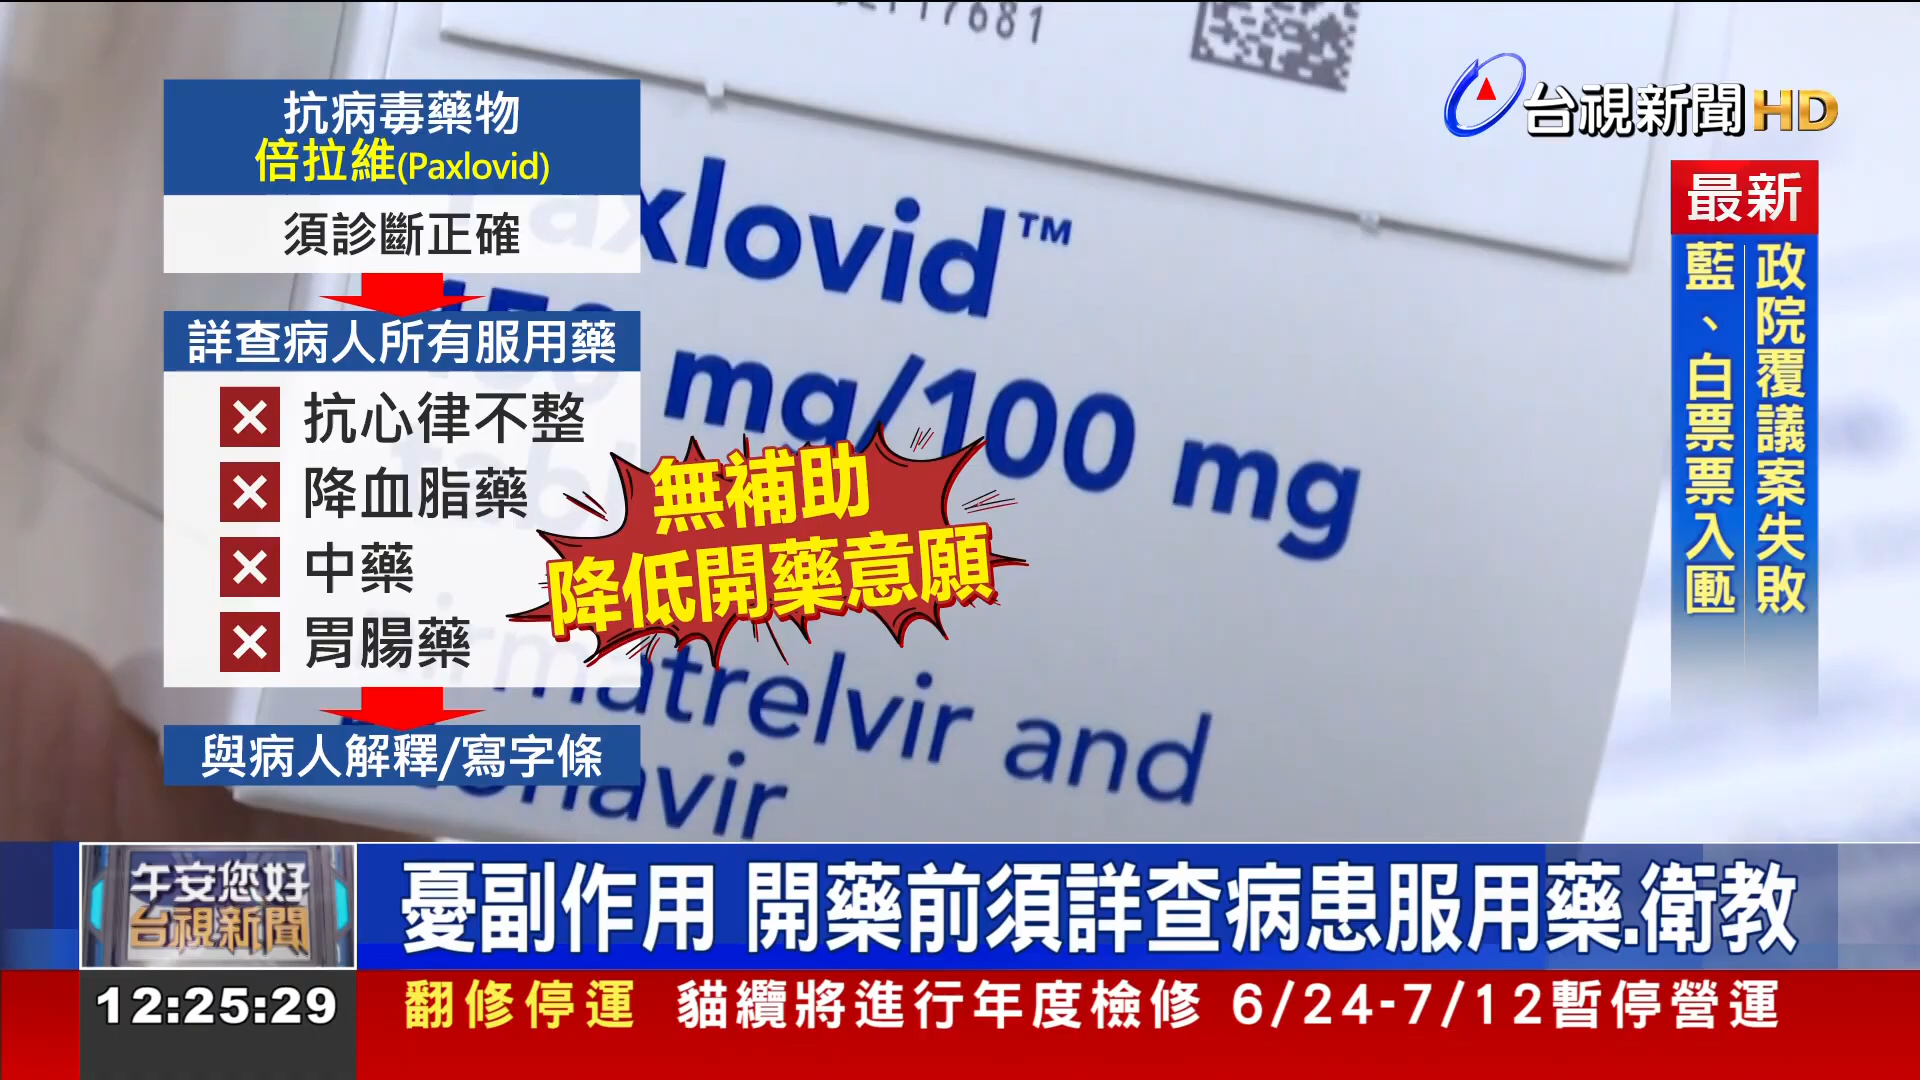 抗病毒藥物
倍拉維(Paxlovid)
須診斷正確
詳查病人所有服用藥
抗心律不整
降血脂藥
中藥
胃腸藥
與病人解釋/寫字條
無補助
降低開藥意願
xlovid™
mg/100 mg
matrelvir and
navir
台視新聞HD
最新
政院覆議案失敗
藍、白票票入匭
午安您好
台視新聞
憂副作用 開藥前須詳查病患服用藥.衛教
12:25:29
翻修停運 貓纜將進行年度檢修 6/24-7/12暫停營運